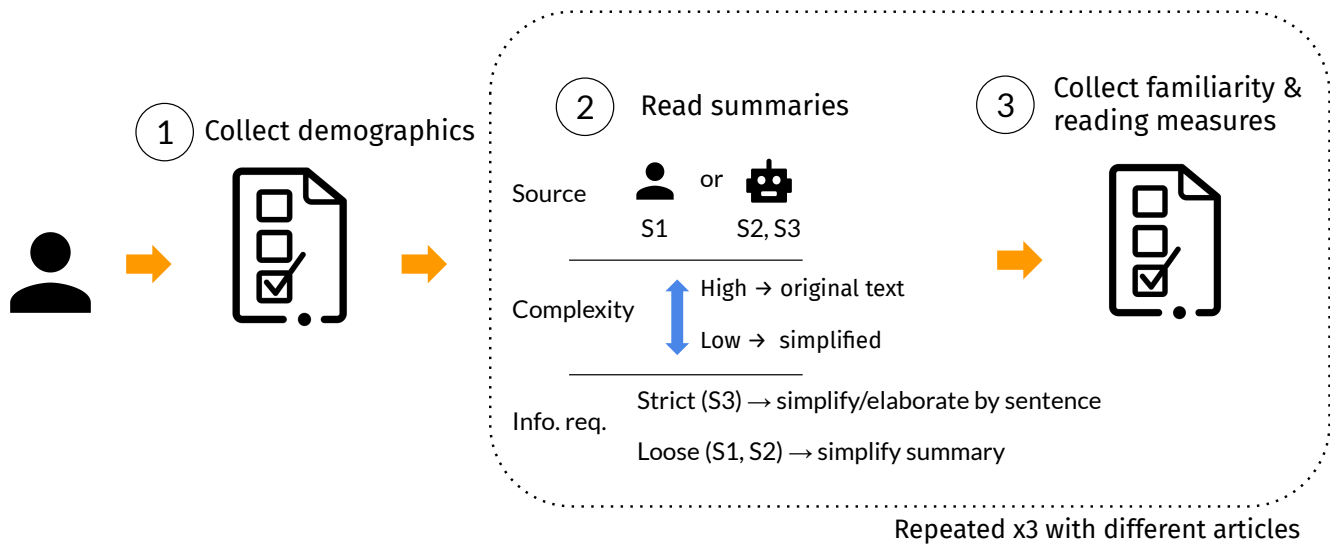 1 Collect demographics
2 Read summaries
Source
or
S1
S2, S3
Complexity
High → original text
Low → simplified
Info. req.
Strict (S3) → simplify/elaborate by sentence
Loose (S1, S2) → simplify summary
3 Collect familiarity &
reading measures
Repeated x3 with different articles